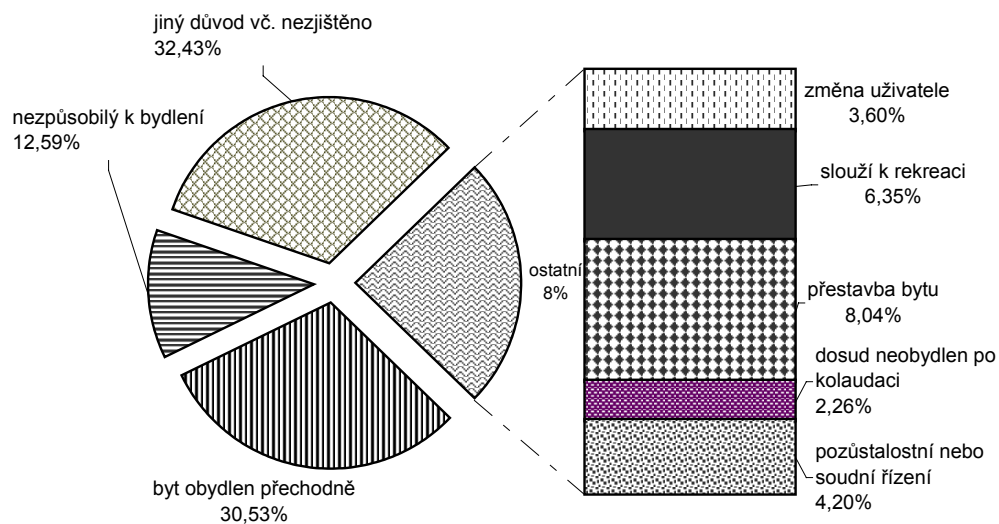 jiný důvod vč. nezjištěno
32,43%
nezpůsobilý k bydlení
12,59%
byt obydlen přechodně
30,53%
ostatní
8%
změna uživatele
3,60%
slouží k rekreaci
6,35%
přestavba bytu
8,04%
dosud neobydlen po
kolaudaci
2,26%
pozůstalostní nebo
soudní řízení
4,20%